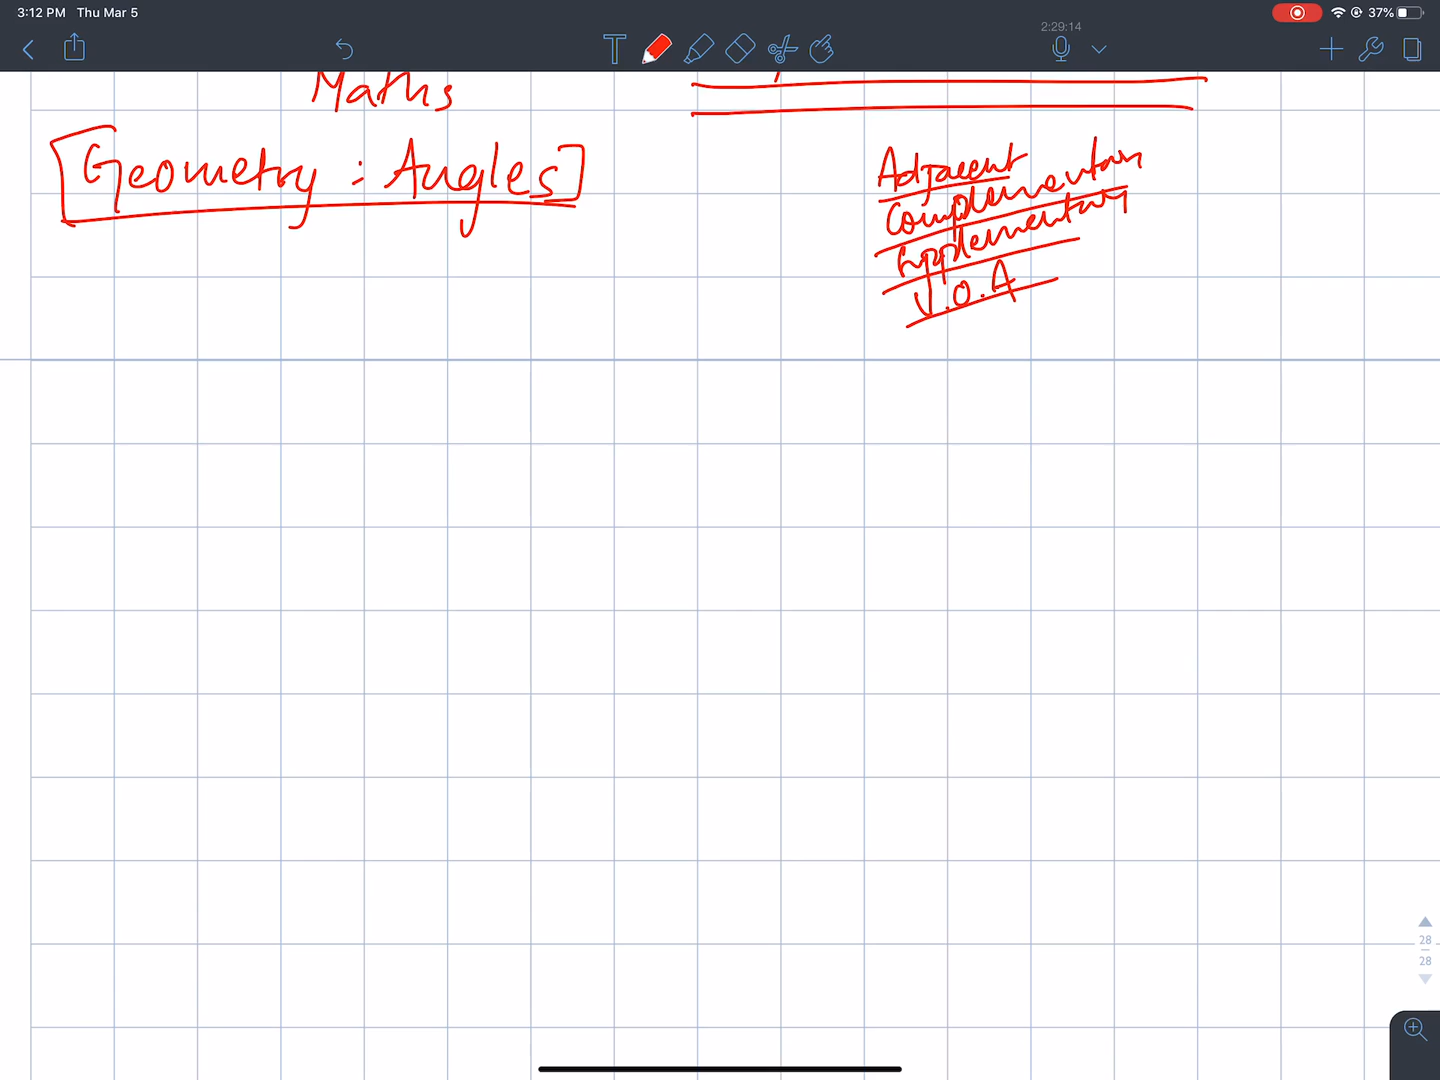 3:12 PM Thu Mar 5
37%
2:29:14
T
Maths
Geometry : Angles
Adjacent
Complementary
Supplementary
V.O.A
28
28